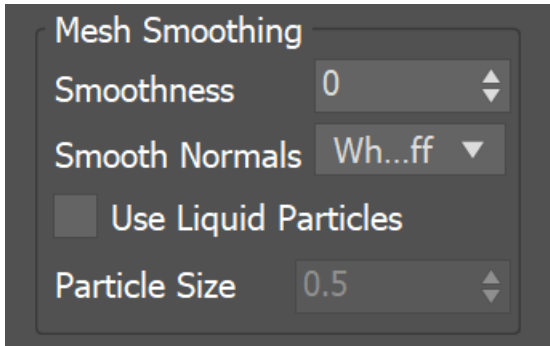 Mesh Smoothing
Smoothness 0
Smooth Normals Wh...ff
Use Liquid Particles
Particle Size 0.5